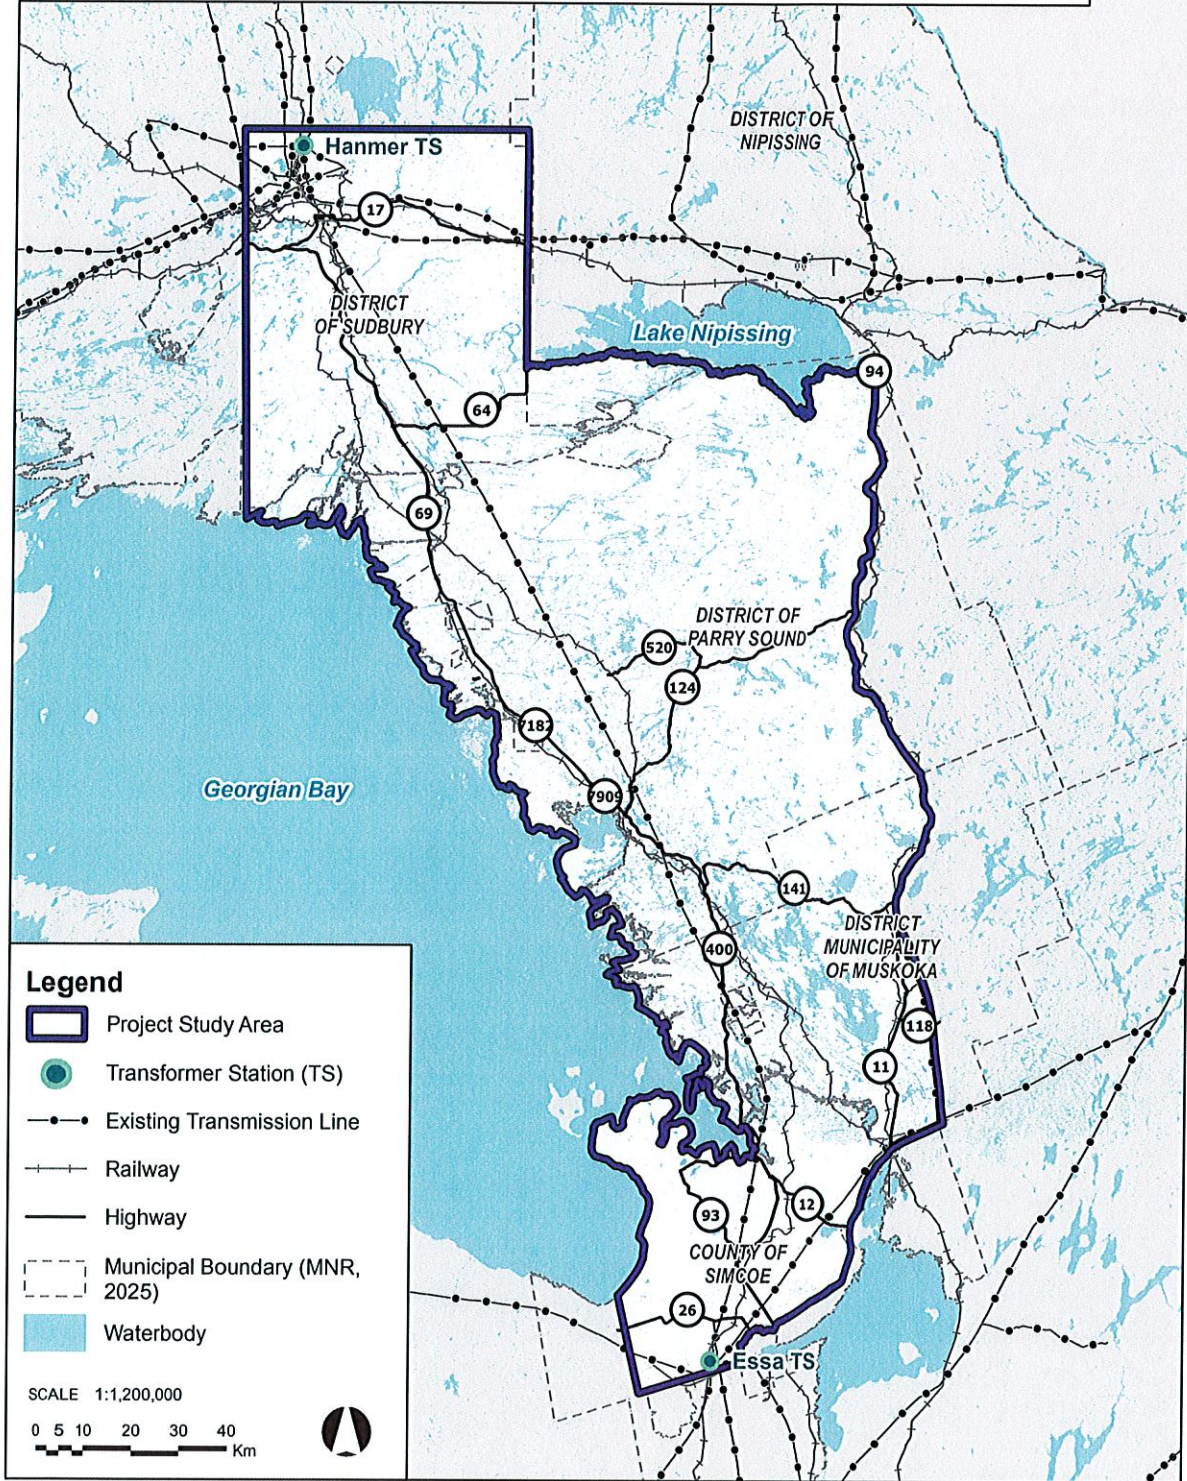 DISTRICT OF
NIPISSING
Hanmer TS
17
DISTRICT
OF SUDBURY
Lake Nipissing
94
64
69
DISTRICT OF
PARRY SOUND
520
124
7182
Georgian Bay
7909
141
DISTRICT
MUNICIPALITY
OF MUSKOKA
400
118
11
12
93
COUNTY OF
SIMCOE
26
Essa TS
Legend
Project Study Area
Transformer Station (TS)
Existing Transmission Line
Railway
Highway
Municipal Boundary (MNR,
2025)
Waterbody
SCALE 1:1,200,000
0 5 10 20 30 40
Km